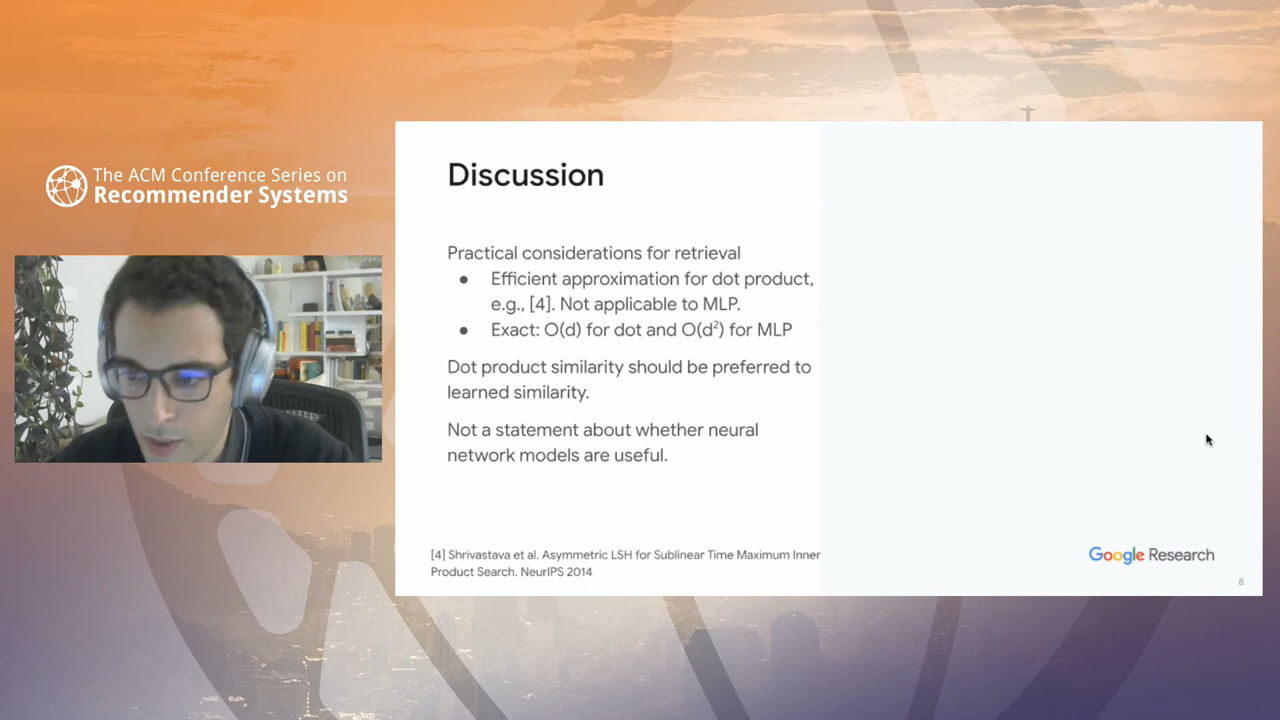 The ACM Conference Series on
Recommender Systems
Discussion
Practical considerations for retrieval
● Efficient approximation for dot product,
e.g., [4]. Not applicable to MLP.
● Exact: O(d) for dot and O(d²) for MLP
Dot product similarity should be preferred to
learned similarity.
Not a statement about whether neural
network models are useful.
[4] Shrivastava et al. Asymmetric LSH for Sublinear Time Maximum Inner
Product Search. NeurIPS 2014
Google Research
8